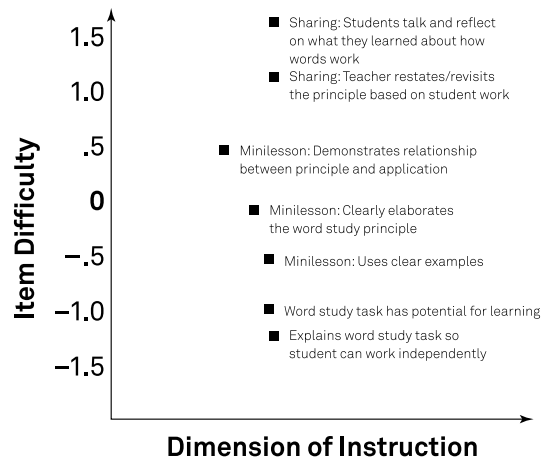 Item Difficulty
1.5
1.0
.5
0
–.5
–1.0
–1.5
Sharing: Students talk and reflect
on what they learned about how
words work
Sharing: Teacher restates/revisits
the principle based on student work
Minilesson: Demonstrates relationship
between principle and application
Minilesson: Clearly elaborates
the word study principle
Minilesson: Uses clear examples
Word study task has potential for learning
Explains word study task so
student can work independently
Dimension of Instruction